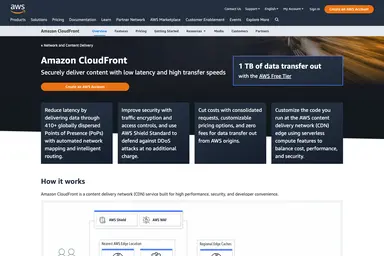 aws
Contact Us Support English My Account Sign In Create an AWS Account
Products Solutions Pricing Documentation Learn Partner Network AWS Marketplace Customer Enablement Events Explore More
Amazon CloudFront Overview Features Pricing Getting Started Resources Media Customers Partners
« Network and Content Delivery
Amazon CloudFront
Securely deliver content with low latency and high transfer speeds
Create an AWS Account
1 TB of data transfer out
with the AWS Free Tier
Reduce latency by
delivering data through
410+ globally dispersed
Points of Presence (PoPs)
with automated network
mapping and intelligent
routing.
Improve security with
traffic encryption and
access controls, and use
AWS Shield Standard to
defend against DDoS
attacks at no additional
charge.
Cut costs with consolidated
requests, customizable
pricing options, and zero
fees for data transfer out
from AWS origins.
Customize the code you
run at the AWS content
delivery network (CDN)
edge using serverless
compute features to
balance cost, performance,
and security.
How it works
Amazon CloudFront is a content delivery network (CDN) service built for high performance, security, and developer convenience.
AWS Shield
AWS WAF
Nearest AWS Edge Location
Regional Edge Caches